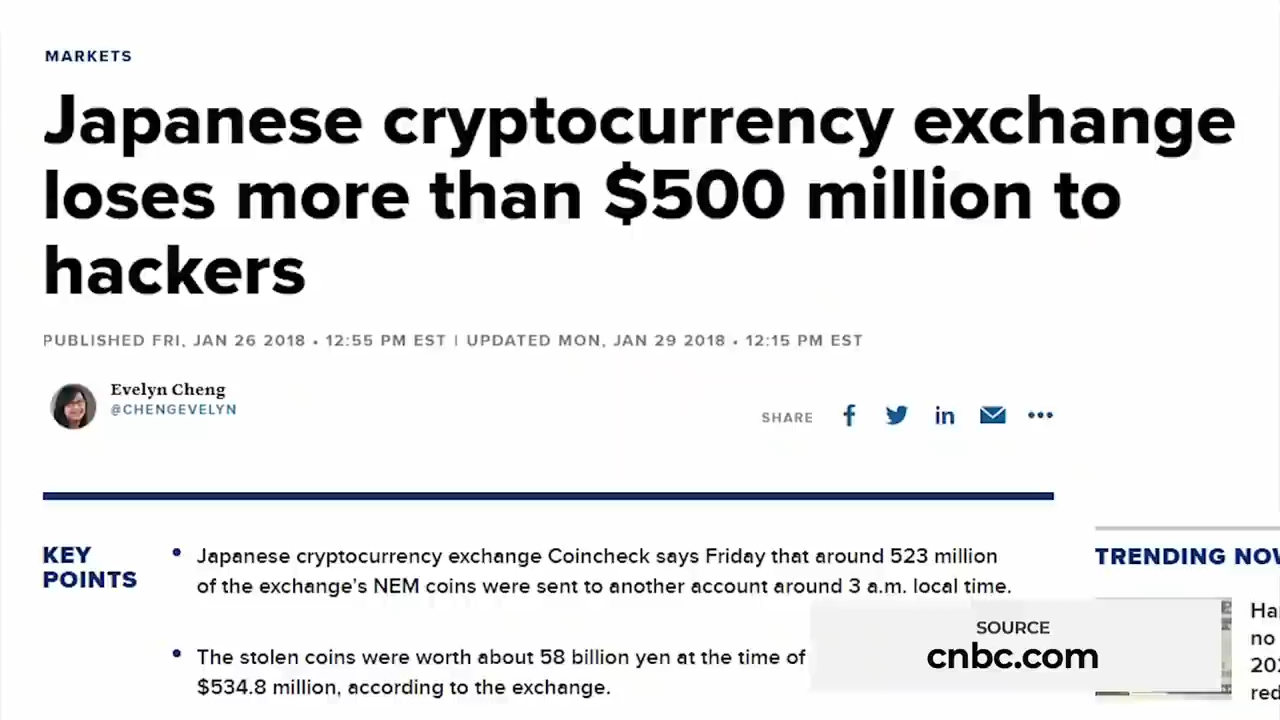 MARKETS
Japanese cryptocurrency exchange
loses more than $500 million to
hackers
PUBLISHED FRI, JAN 26 2018 • 12:55 PM EST | UPDATED MON, JAN 29 2018 • 12:15 PM EST
Evelyn Cheng
@CHENGEVELYN
SHARE
KEY
POINTS
• Japanese cryptocurrency exchange Coincheck says Friday that around 523 million
of the exchange's NEM coins were sent to another account around 3 a.m. local time.
• The stolen coins were worth about 58 billion yen at the time of
$534.8 million, according to the exchange.
TRENDING
no
SOURCE
cnbc.com